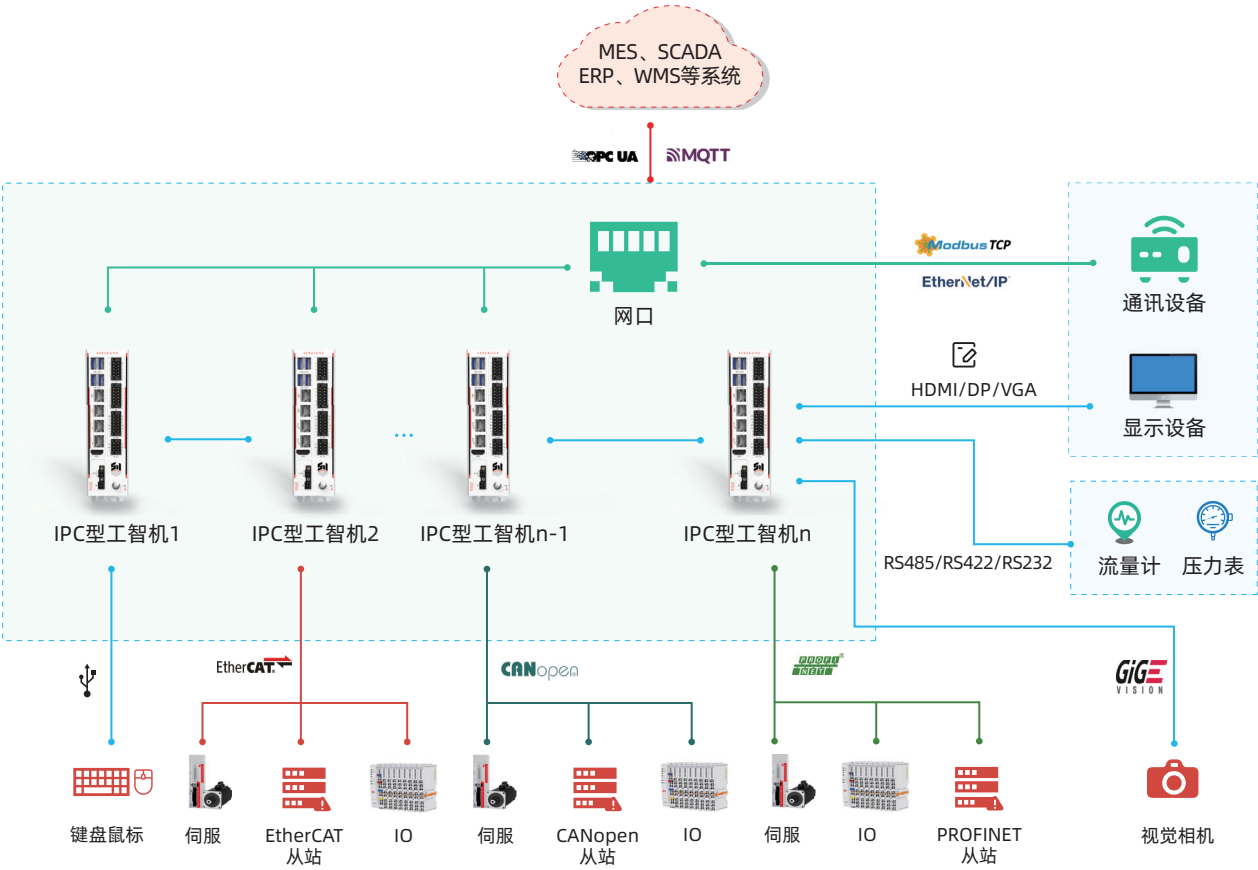 MES、SCADA
ERP、WMS等系统
OPC UA
MQTT
Modbus TCP
EtherNet/IP
网口
通讯设备
HDMI/DP/VGA
显示设备
IPC型工智机1
IPC型工智机2
...
IPC型工智机n-1
IPC型工智机n
RS485/RS422/RS232
流量计
压力表
EtherCAT
CANopen
PROFI
NET
GiGE
VISION
键盘鼠标
伺服
EtherCAT
从站
IO
伺服
CANopen
从站
IO
伺服
IO
PROFINET
从站
视觉相机